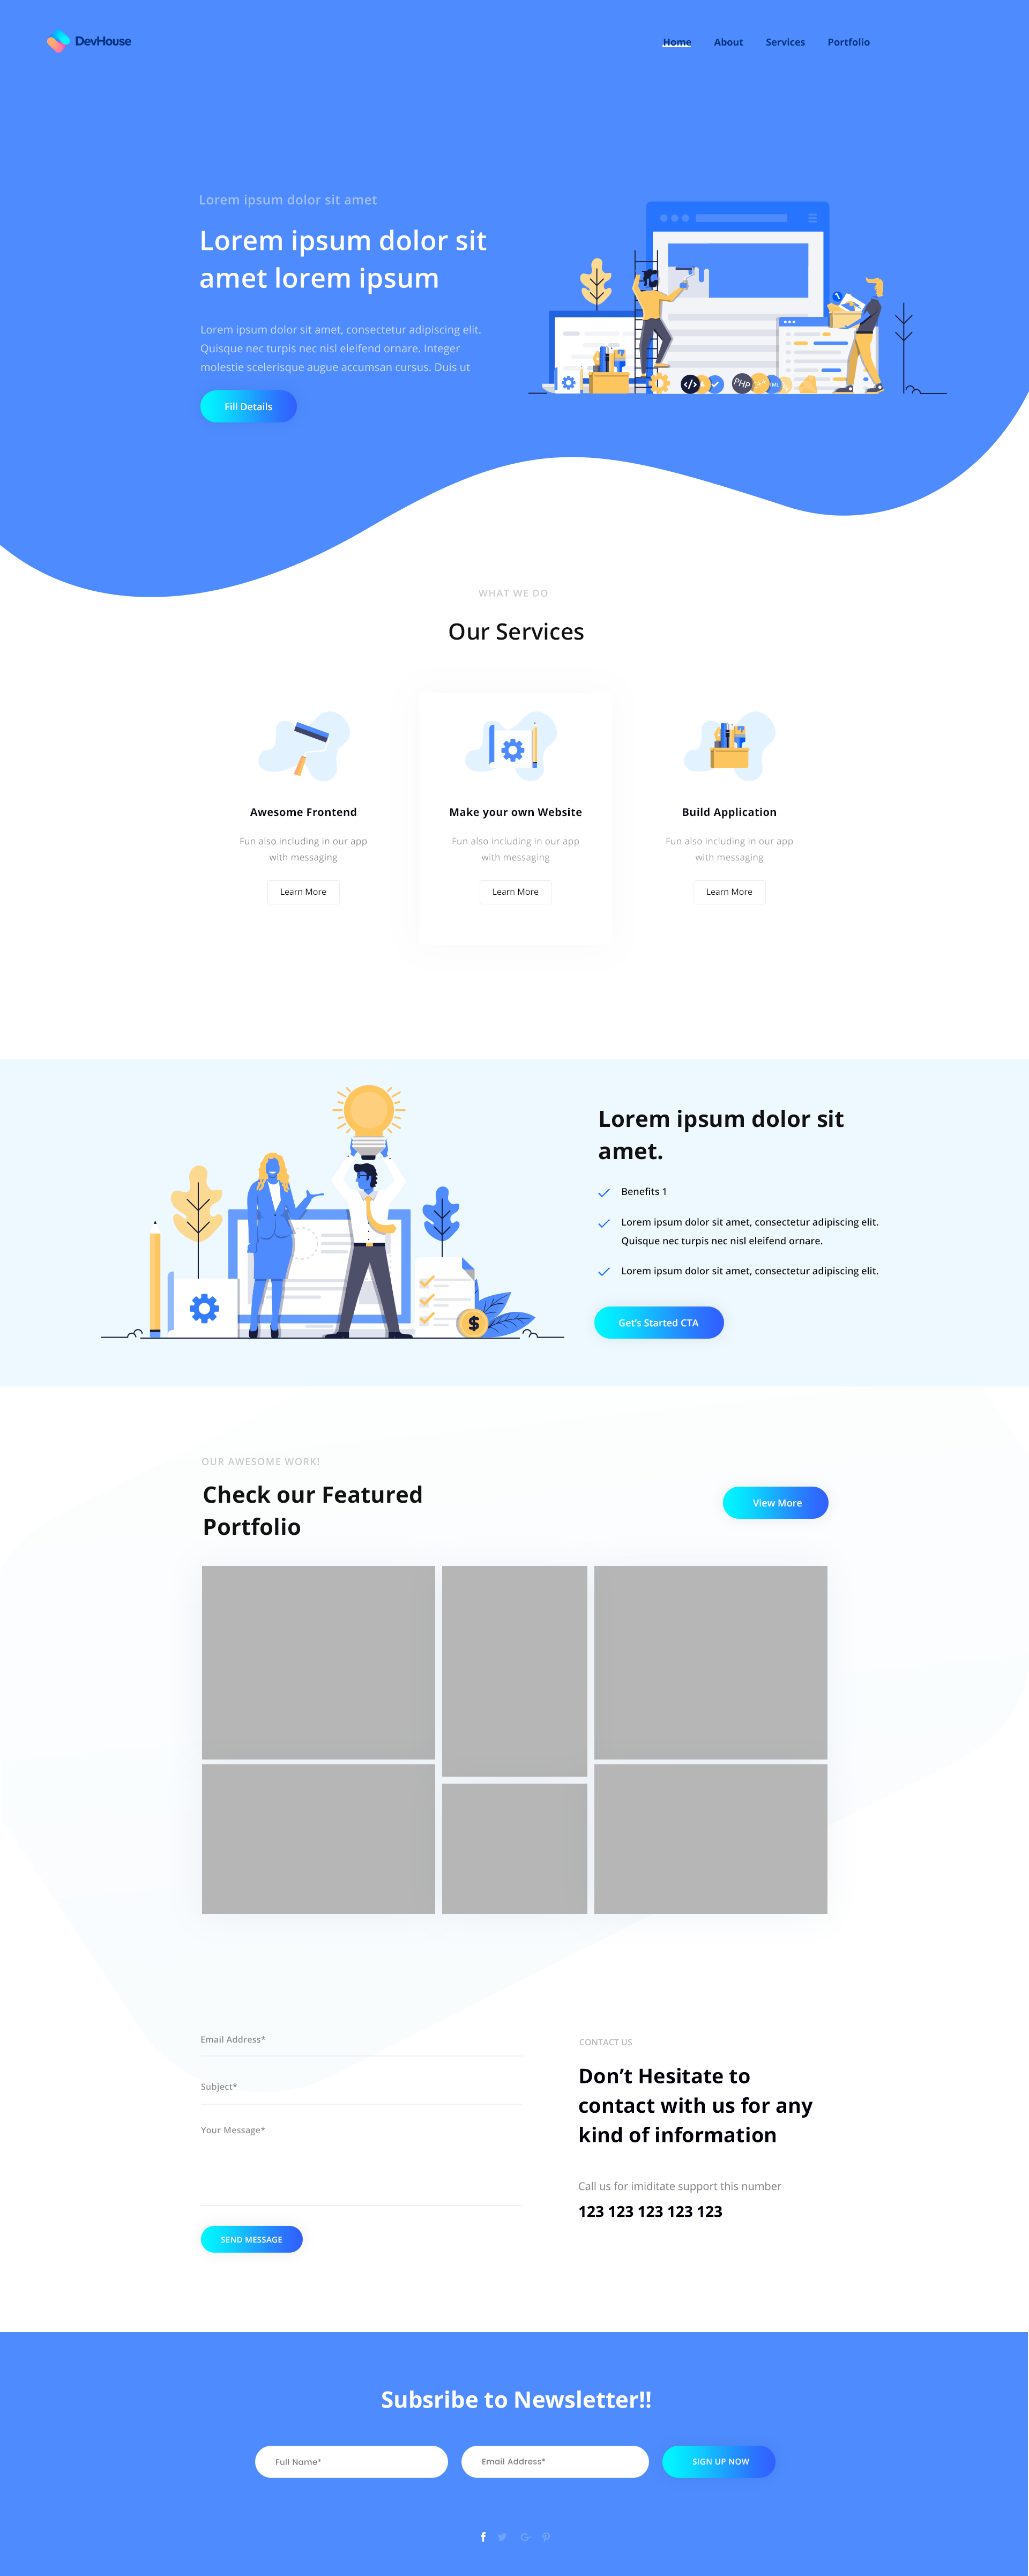 DevHouse
Home About Services Portfolio
Lorem ipsum dolor sit amet
Lorem ipsum dolor sit
amet lorem ipsum
Lorem ipsum dolor sit amet, consectetur adipiscing elit.
Quisque nec turpis nec nisl eleifend ornare. Integer
molestie scelerisque augue accumsan cursus. Duis ut
Fill Details
</>
PHP
WHAT WE DO
Our Services
Awesome Frontend
Fun also including in our app
with messaging
Learn More
Make your own Website
Fun also including in our app
with messaging
Learn More
Build Application
Fun also including in our app
with messaging
Learn More
$
Lorem ipsum dolor sit
amet.
Benefits 1
Lorem ipsum dolor sit amet, consectetur adipiscing elit.
Quisque nec turpis nec nisl eleifend ornare.
Lorem ipsum dolor sit amet, consectetur adipiscing elit.
Get's Started CTA
OUR AWESOME WORK!
Check our Featured
Portfolio
View More
Email Address*
Subject*
Your Message*
SEND MESSAGE
CONTACT US
Don't Hesitate to
contact with us for any
kind of information
Call us for imiditate support this number
123 123 123 123 123
Subsribe to Newsletter!!
Full Name*
Email Address*
SIGN UP NOW